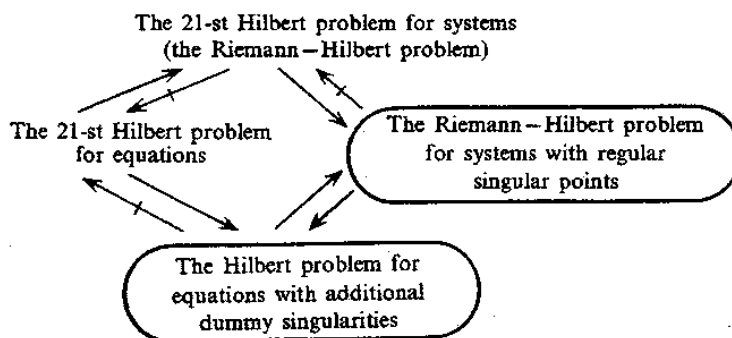 The 21-st Hilbert problem for systems
(the Riemann–Hilbert problem)
The 21-st Hilbert problem
for equations
The Riemann–Hilbert problem
for systems with regular
singular points
The Hilbert problem for
equations with additional
dummy singularities